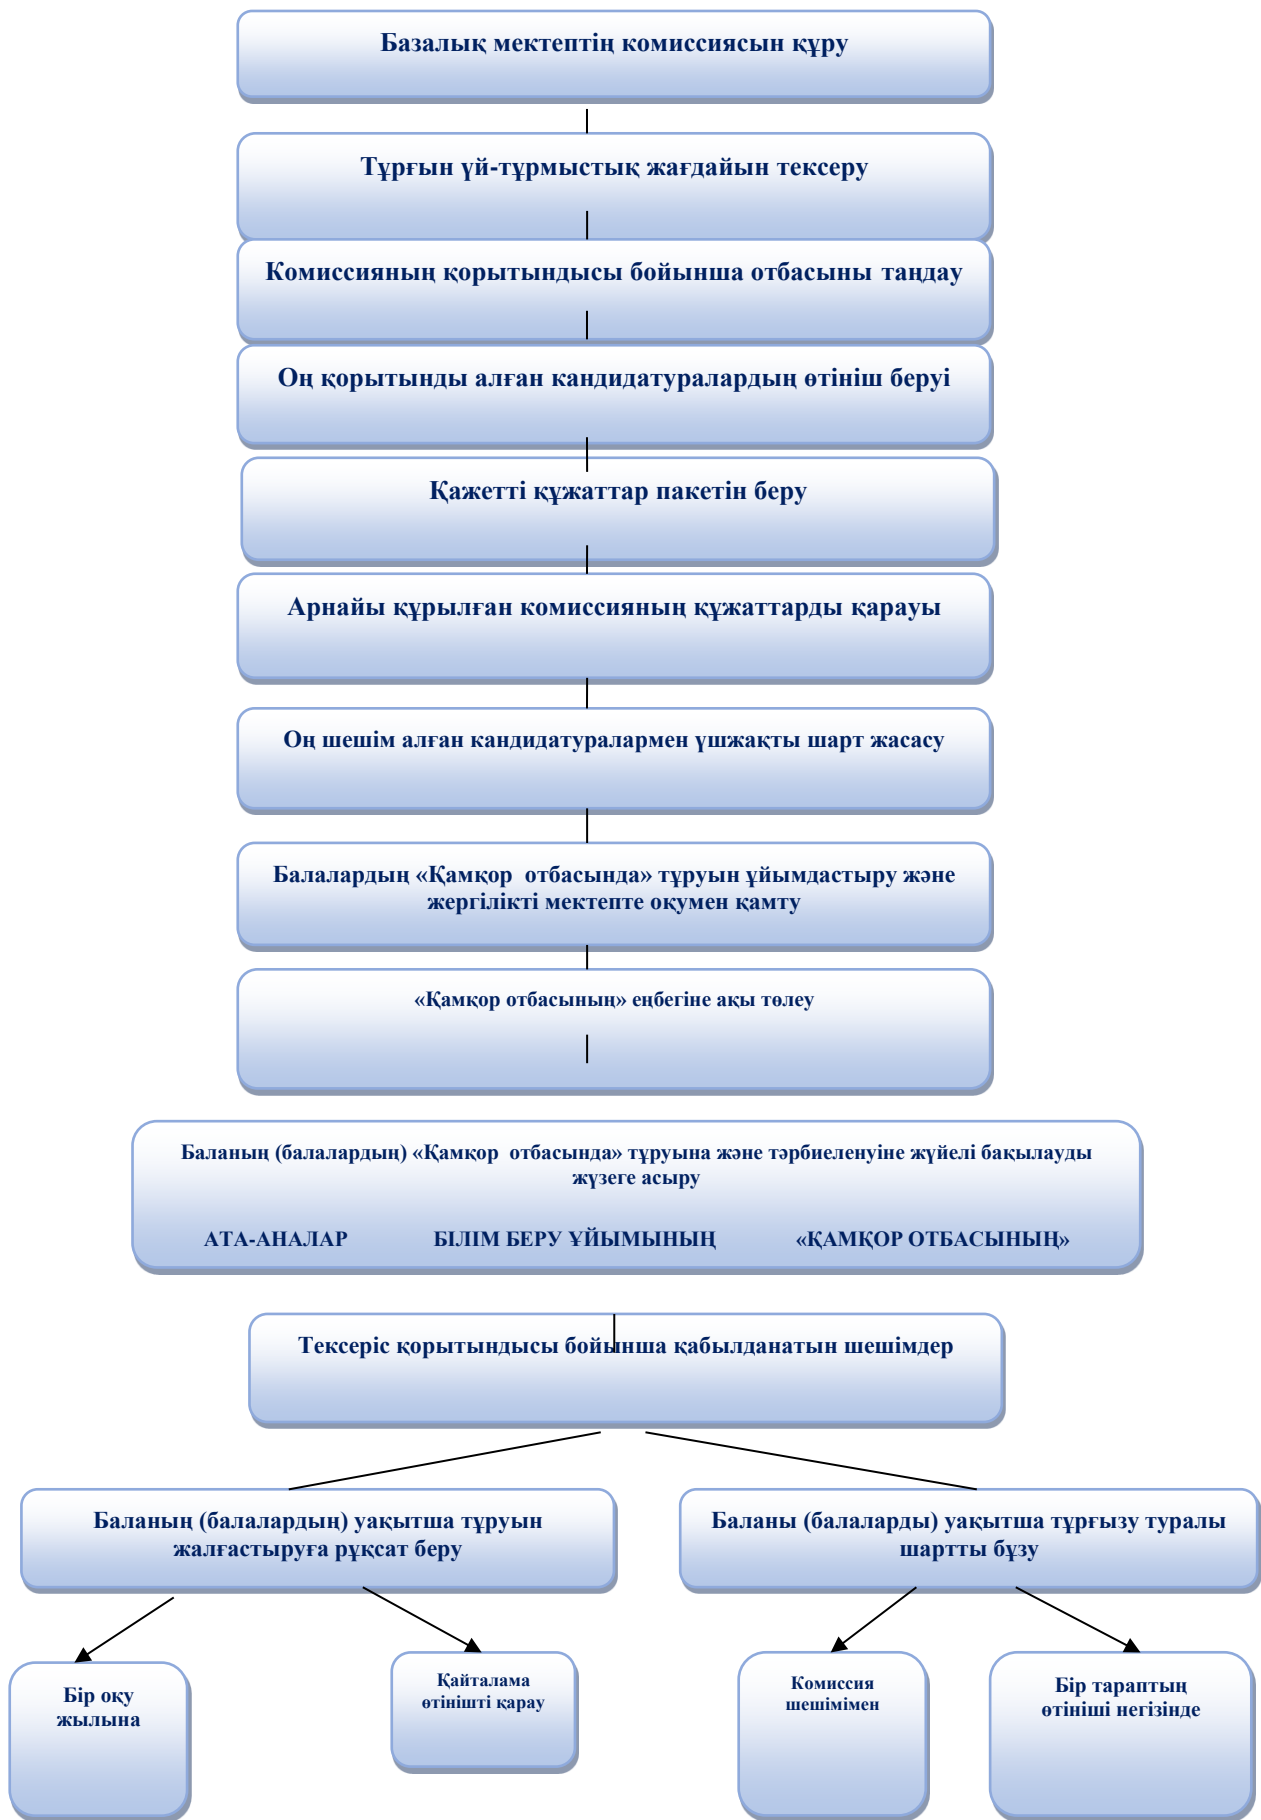 Базалық мектептің комиссиясын құру
Тұрғын үй-тұрмыстық жағдайын тексеру
Комиссияның қорытындысы бойынша отбасыны таңдау
Оң қорытынды алған кандидатуралардың өтініш беруі
Қажетті құжаттар пакетін беру
Арнайы құрылған комиссияның құжаттарды қарауы
Оң шешім алған кандидатуралармен үшжақты шарт жасасу
Балалардың «Қамқор отбасында» тұруын ұйымдастыру және
жергілікті мектепте оқумен қамту
«Қамқор отбасының» еңбегіне ақы төлеу
Баланың (балалардың) «Қамқор отбасында» тұруына және тәрбиеленуіне жүйелі бақылауды
жүзеге асыру
АТА-АНАЛАР БІЛІМ БЕРУ ҰЙЫМЫНЫҢ «ҚАМҚОР ОТБАСЫНЫҢ»
Тексеріс қорытындысы бойынша қабылданатын шешімдер
Баланың (балалардың) уақытша тұруын
жалғастыруға рұқсат беру
Баланы (балаларды) уақытша тұрғызу туралы
шартты бұзу
Бір оқу
жылына
Қайталама
өтінішті қарау
Комиссия
шешімімен
Бір тараптың
өтініші негізінде